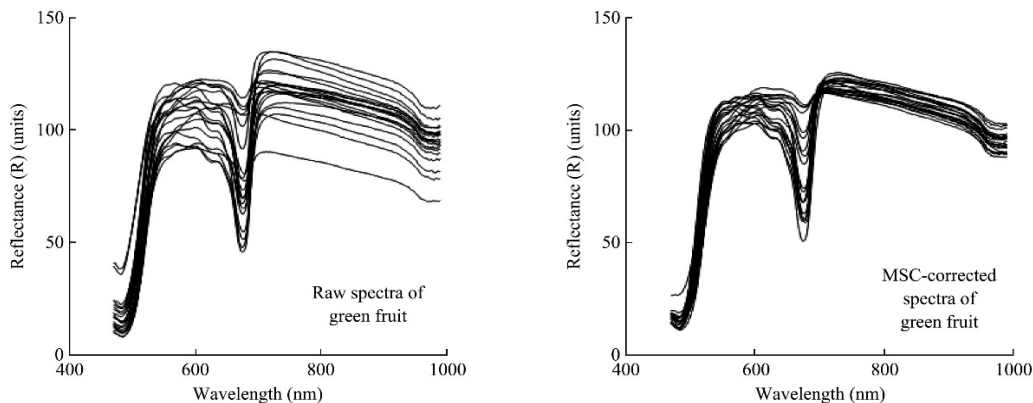 150
100
50
0
Reflectance (R) (units)
400
600
800
1000
Wavelength (nm)
Raw spectra of
green fruit
150
100
50
0
Reflectance (R) (units)
400
600
800
1000
Wavelength (nm)
MSC-corrected
spectra of
green fruit